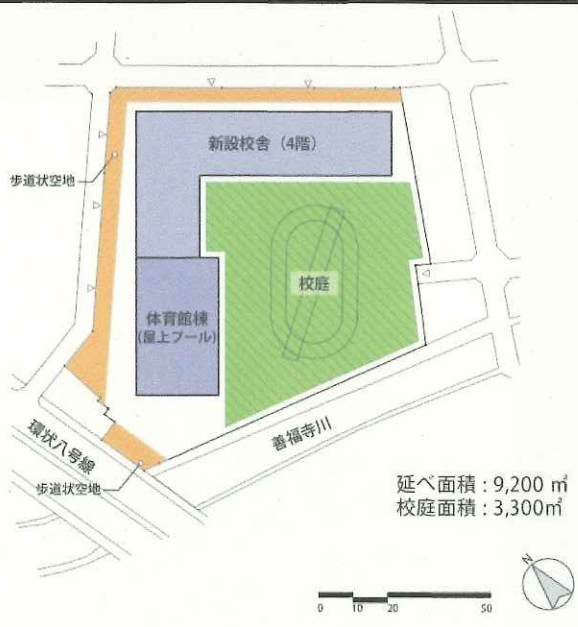 新設校舎（4階）
歩道状空地
校庭
体育館棟
(屋上プール)
善福寺川
環状八号線
歩道状空地
延べ面積：9,200 ㎡
校庭面積：3,300㎡
N
0 10 20 50